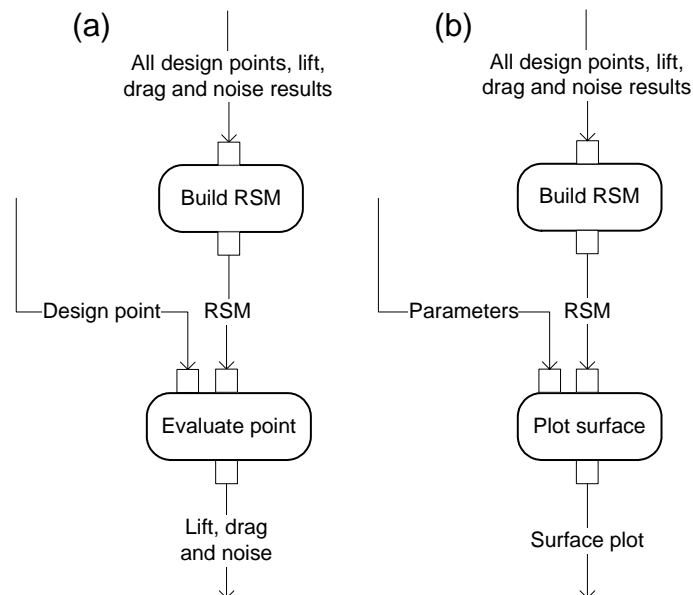 (a)
All design points, lift,
drag and noise results
Build RSM
Design point
RSM
Evaluate point
Lift, drag
and noise
(b)
All design points, lift,
drag and noise results
Build RSM
Parameters
RSM
Plot surface
Surface plot